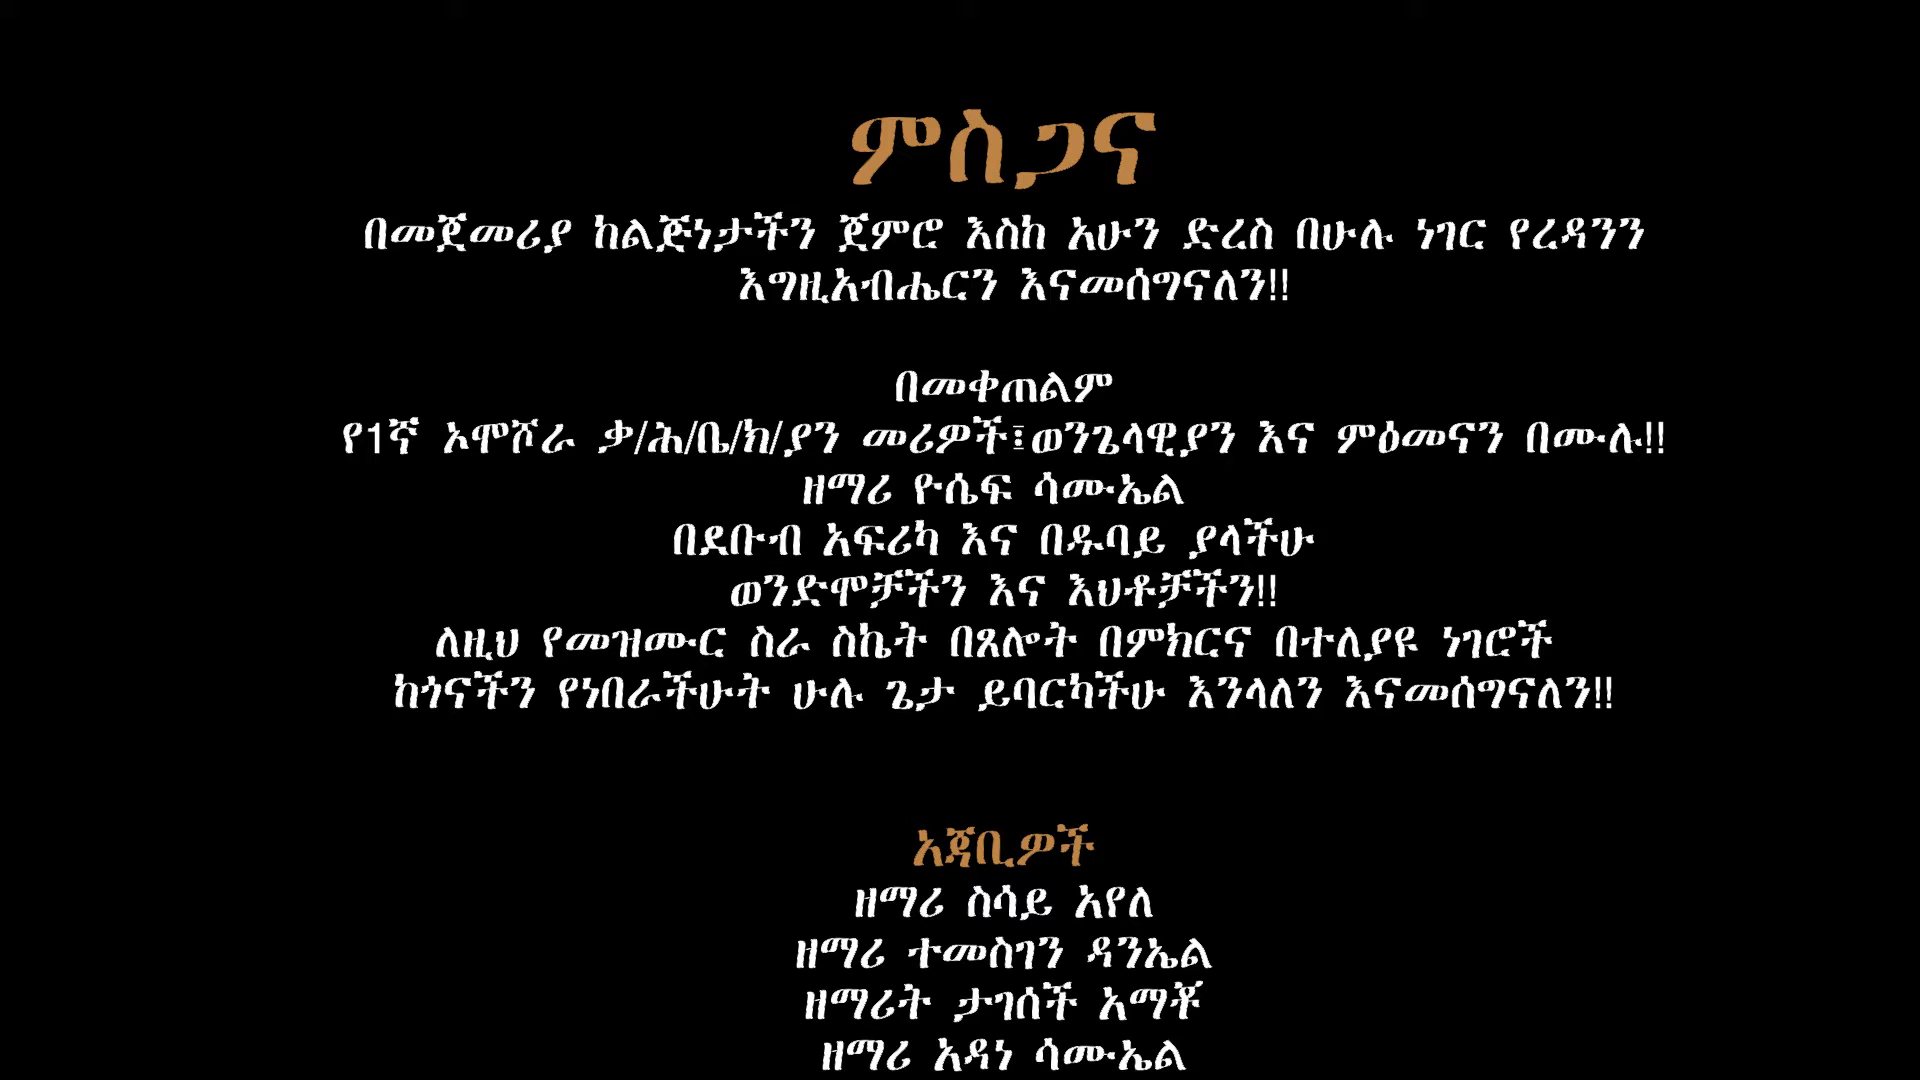 ምስጋና
በመጀመሪያ ከልጅነታችን ጀምሮ እስከ አሁን ድረስ በሁሉ ነገር የረዳንን
እግዚአብሔርን እናመሰግናለን!!
በመቀጠልም
የ1ኛ ኦሞሾራ ቃ/ሕ/ቤ/ክ/ያን መሪዎች፤ወንጌላዊያን እና ምዕመናን በሙሉ!!
ዘማሪ ዮሴፍ ሳሙኤል
በደቡብ አፍሪካ እና በዱባይ ያላችሁ
ወንድሞቻችን እና እህቶቻችን!!
ለዚህ የመዝሙር ስራ ስኬት በጸሎት በምክርና በተለያዩ ነገሮች
ከጎናችን የነበራችሁት ሁሉ ጌታ ይባርካችሁ እንላለን እናመሰግናለን!!
አጃቢዎች
ዘማሪ ስሳይ አየለ
ዘማሪ ተመስገን ዳንኤል
ዘማሪት ታገሰች አማቾ
ዘማሪ አዳነ ሳሙኤል